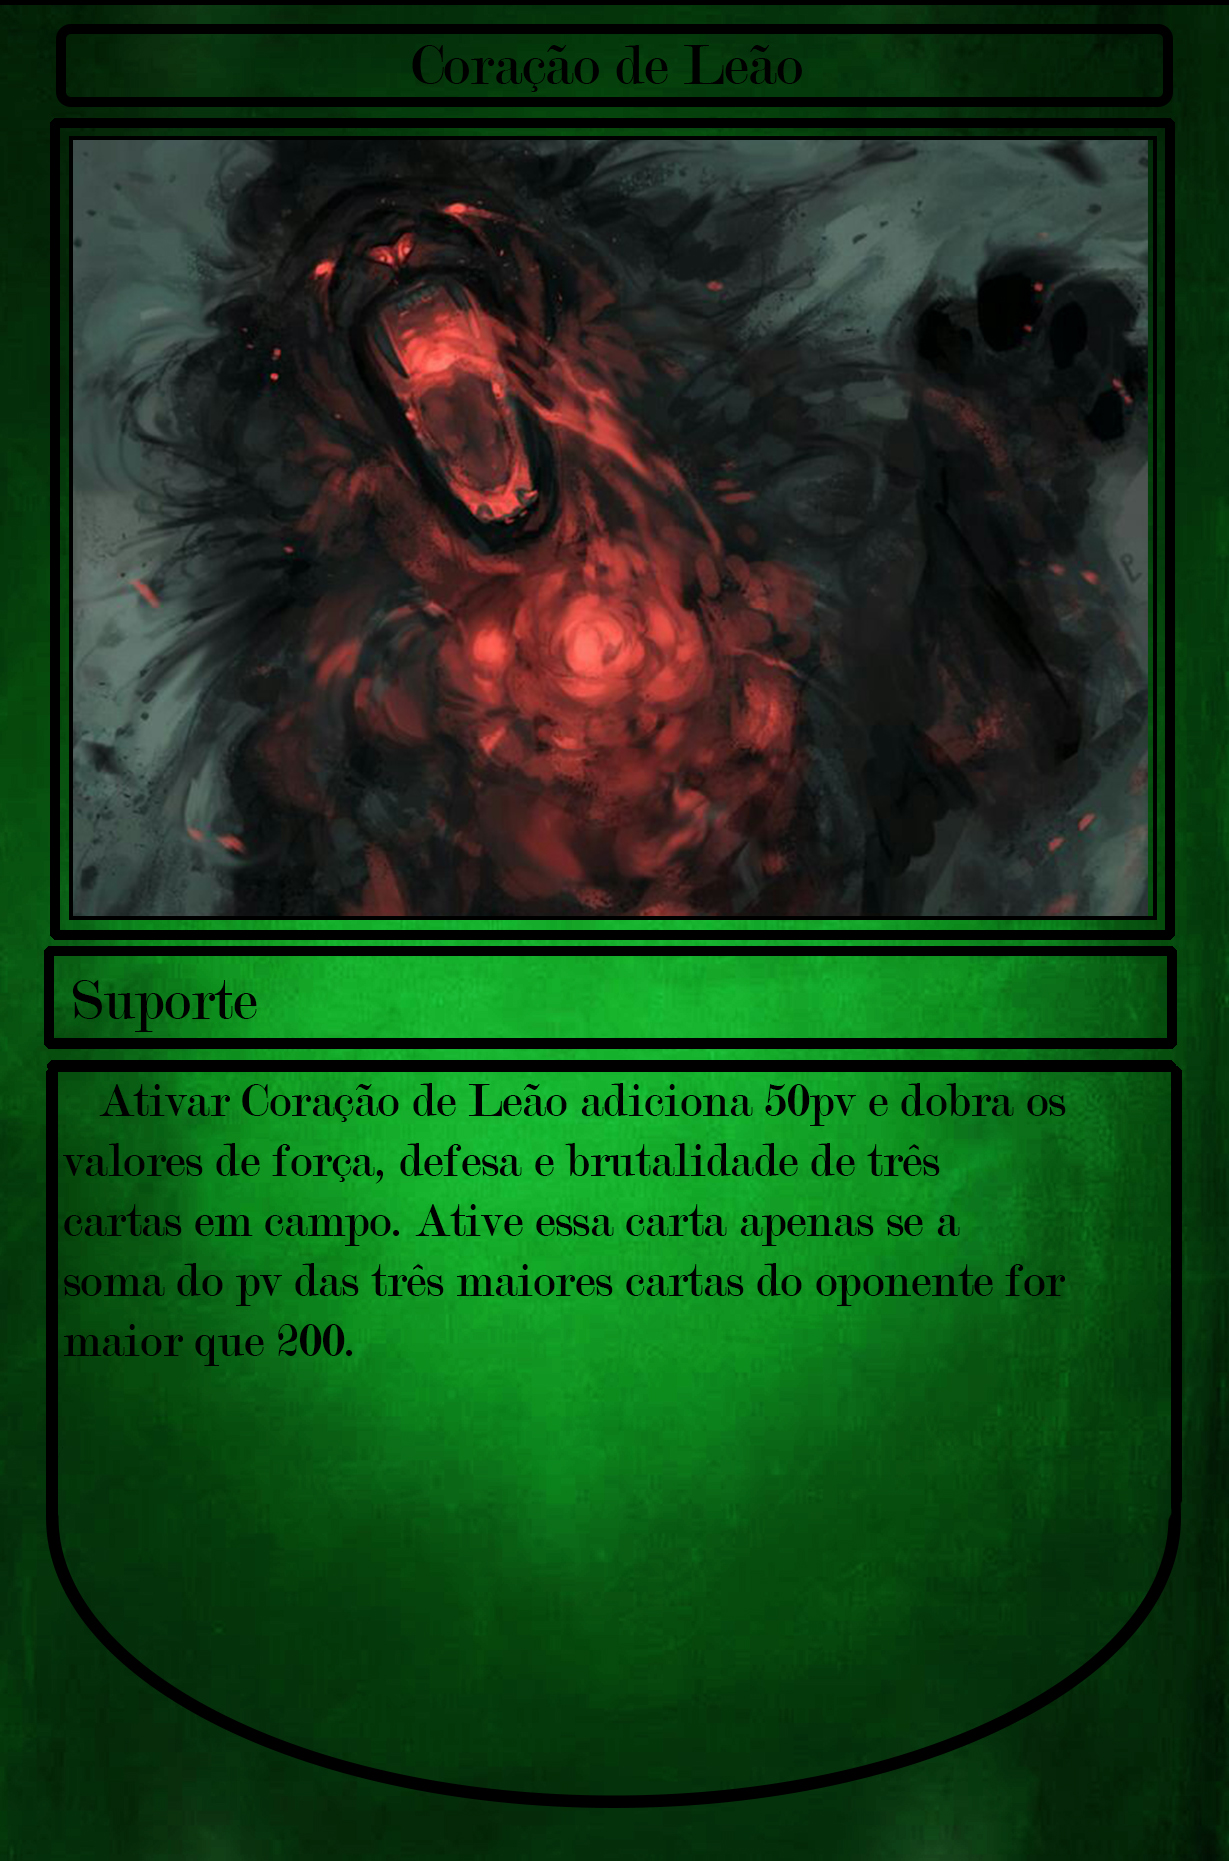 Coração de Leão
Suporte
Ativar Coração de Leão adiciona 50pv e dobra os
valores de força, defesa e brutalidade de três
cartas em campo. Ative essa carta apenas se a
soma do pv das três maiores cartas do oponente for
maior que 200.